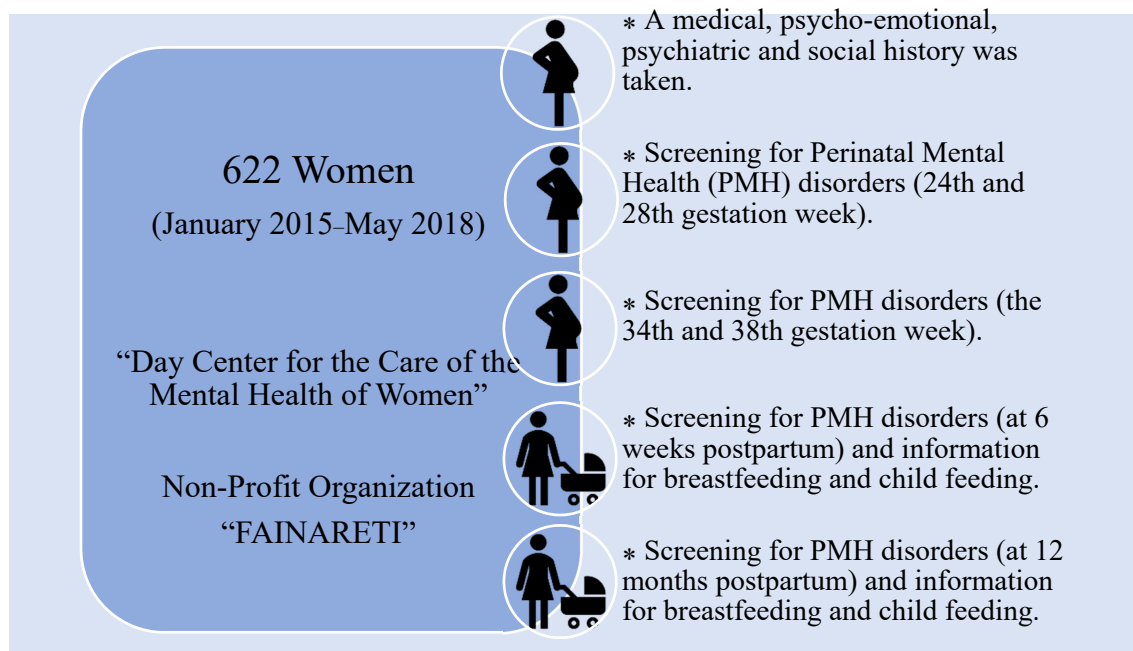 622 Women
(January 2015–May 2018)
“Day Center for the Care of the
Mental Health of Women”
Non-Profit Organization
“FAINARETI”
* A medical, psycho-emotional,
psychiatric and social history was
taken.
* Screening for Perinatal Mental
Health (PMH) disorders (24th and
28th gestation week).
* Screening for PMH disorders (the
34th and 38th gestation week).
* Screening for PMH disorders (at 6
weeks postpartum) and information
for breastfeeding and child feeding.
* Screening for PMH disorders (at 12
months postpartum) and information
for breastfeeding and child feeding.